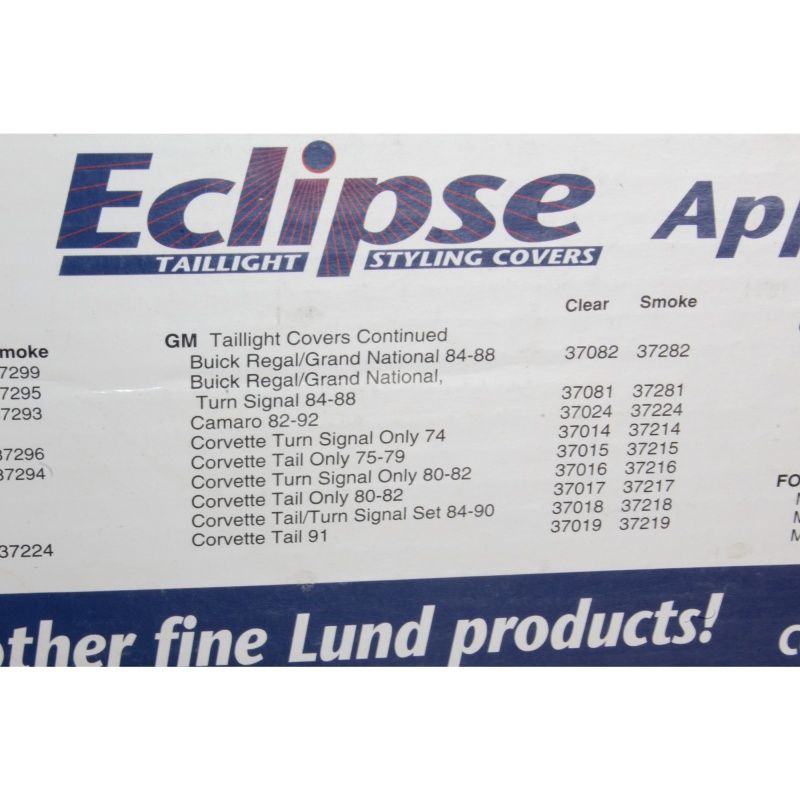 Eclipse App
TAILLIGHT STYLING COVERS
Clear Smoke
moke
7299
7295
7293
37296
37294
37224
GM Taillight Covers Continued
Buick Regal/Grand National 84-88 37082 37282
Buick Regal/Grand National,
Turn Signal 84-88 37081 37281
Camaro 82-92 37024 37224
Corvette Turn Signal Only 74 37014 37214
Corvette Tail Only 75-79 37015 37215
Corvette Turn Signal Only 80-82 37016 37216
Corvette Tail Only 80-82 37017 37217
Corvette Tail/Turn Signal Set 84-90 37018 37218
Corvette Tail 91 37019 37219
FO
M
M
M
other fine Lund products!